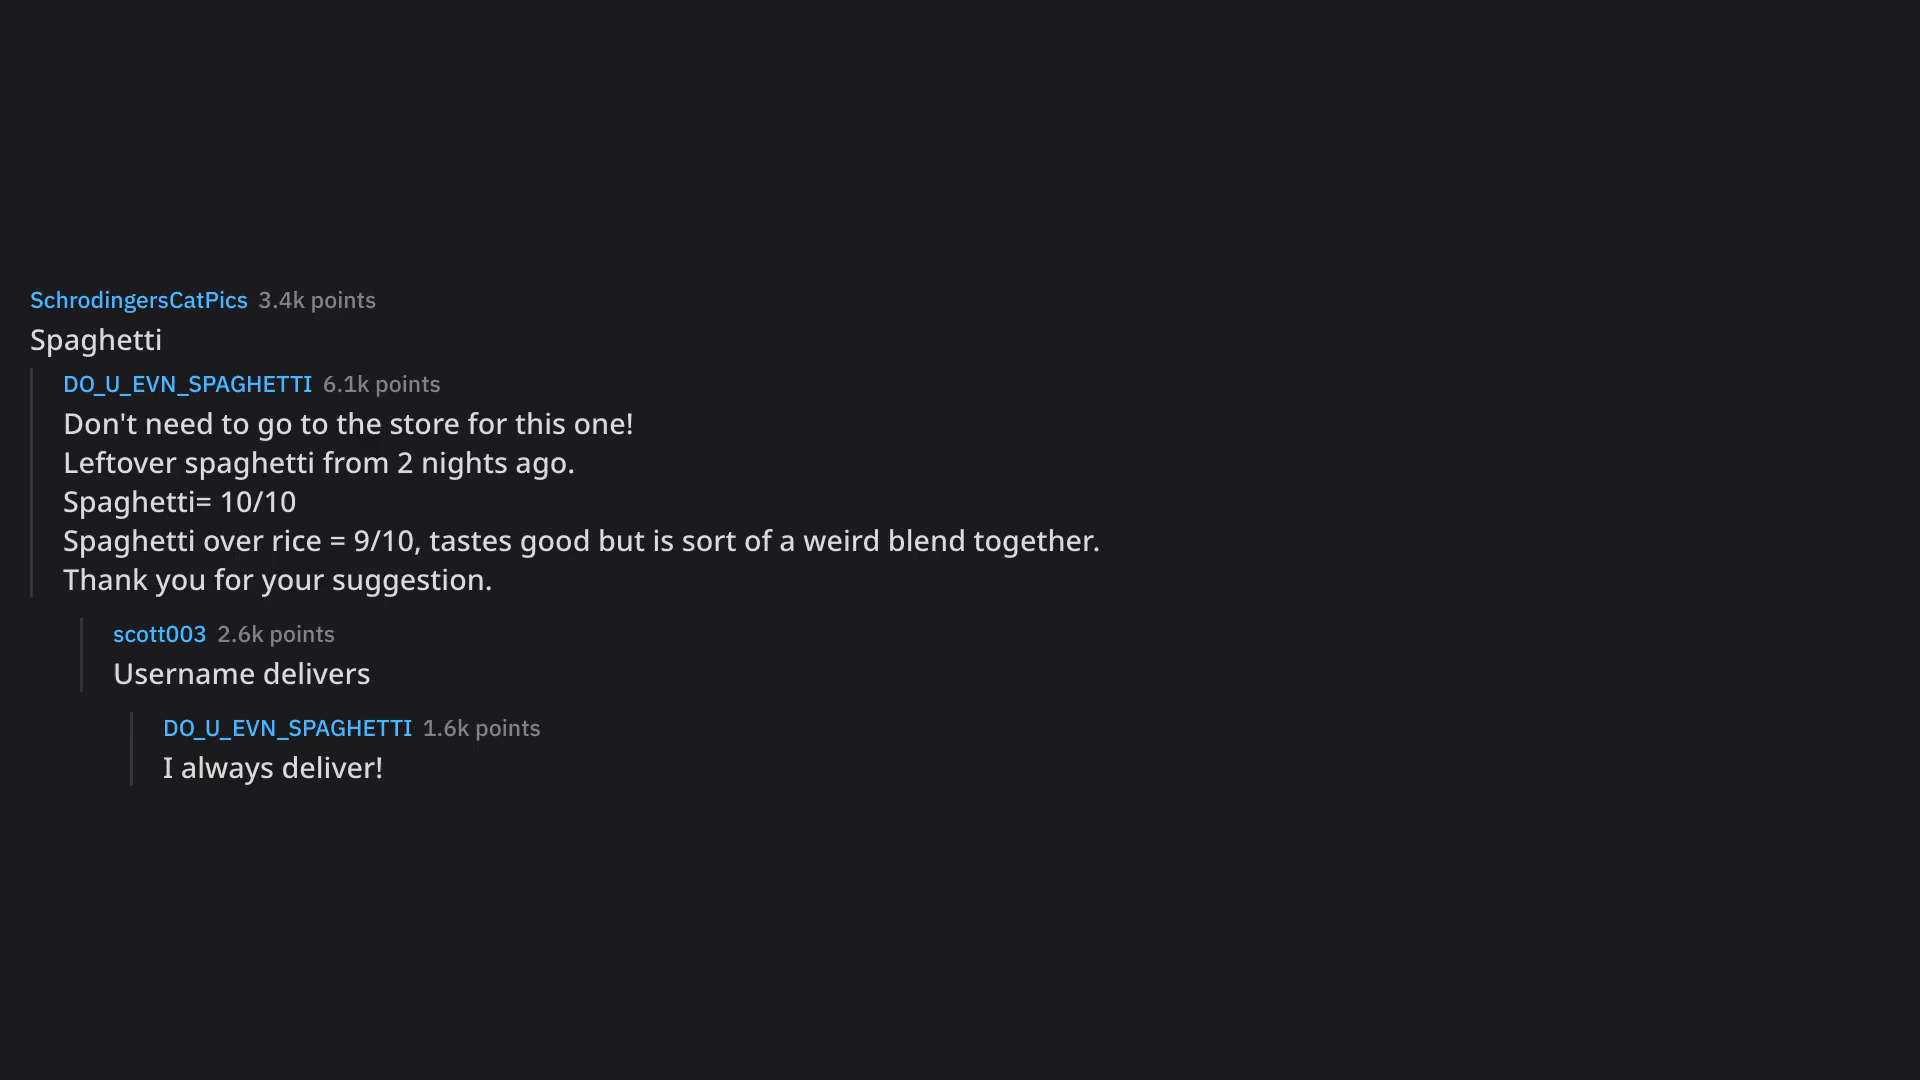 SchrodingersCatPics 3.4k points
Spaghetti
DO_U_EVN_SPAGHETTI 6.1k points
Don't need to go to the store for this one!
Leftover spaghetti from 2 nights ago.
Spaghetti= 10/10
Spaghetti over rice = 9/10, tastes good but is sort of a weird blend together.
Thank you for your suggestion.
scott003 2.6k points
Username delivers
DO_U_EVN_SPAGHETTI 1.6k points
I always deliver!